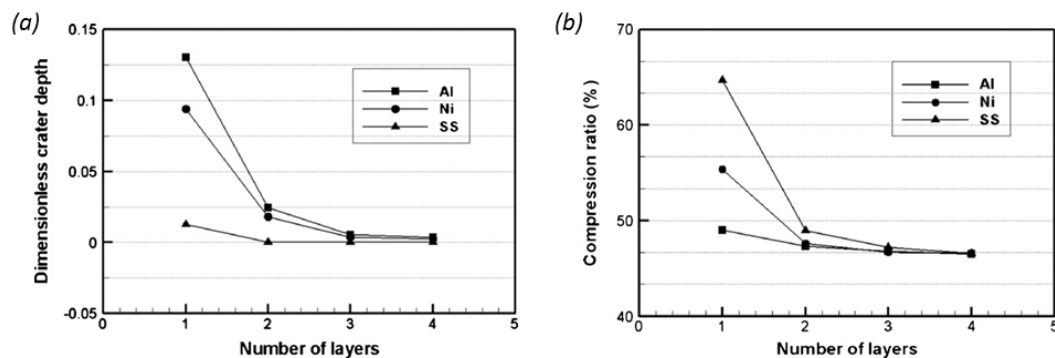 (a)
0.15
0.1
0.05
0
-0.05
Dimensionless crater depth
Al
Ni
SS
0
1
2
3
4
5
Number of layers
(b)
70
60
50
40
Compression ratio (%)
Al
Ni
SS
0
1
2
3
4
5
Number of layers